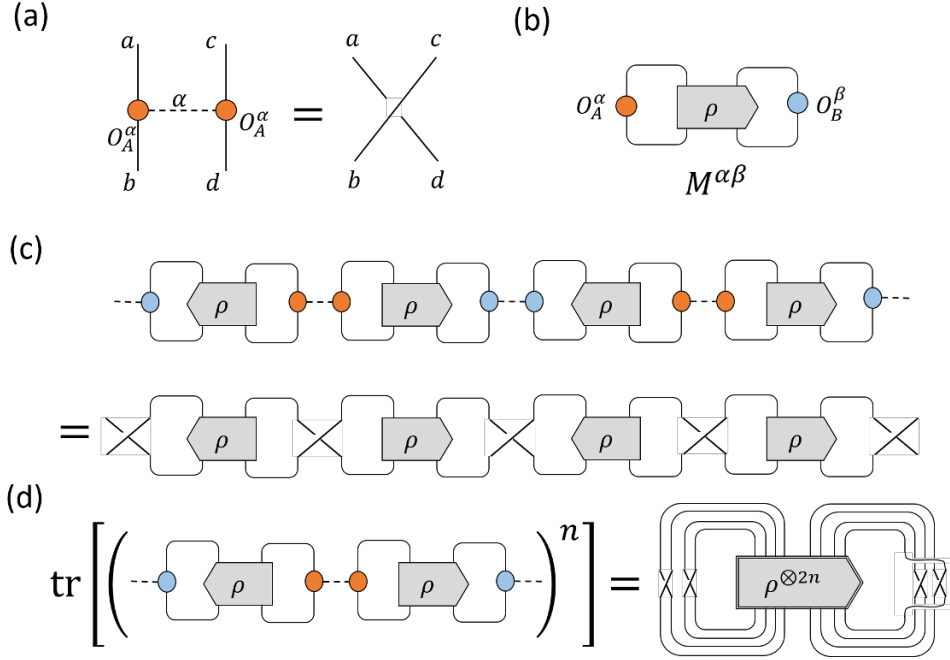 (a)
a c a c
α
O_A^α O_A^α =
b d b d
(b)
O_A^α ρ O_B^β
M^{αβ}
(c)
ρ ρ ρ ρ
= ρ ρ ρ ρ
(d)
tr[( ρ ρ )^n] = ρ^{⊗2n}